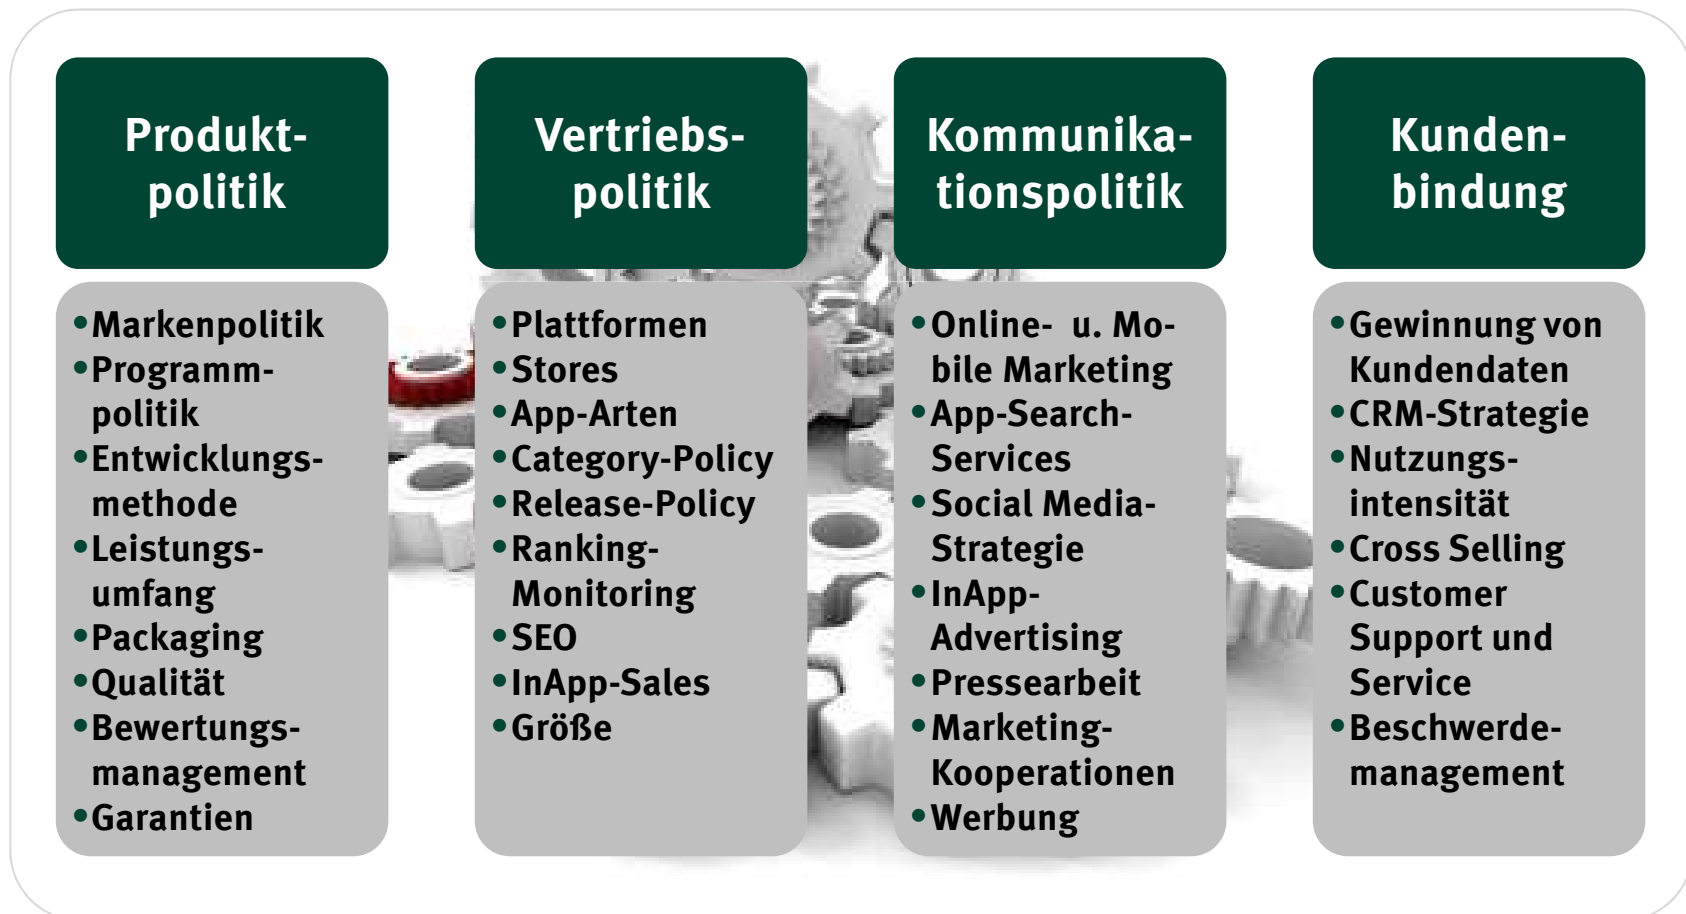 Produkt-
politik
•Markenpolitik
•Programm-
politik
•Entwicklungs-
methode
•Leistungs-
umfang
•Packaging
•Qualität
•Bewertungs-
management
•Garantien
Vertriebs-
politik
•Plattformen
•Stores
•App-Arten
•Category-Policy
•Release-Policy
•Ranking-
Monitoring
•SEO
•InApp-Sales
•Größe
Kommunika-
tionspolitik
•Online- u. Mo-
bile Marketing
•App-Search-
Services
•Social Media-
Strategie
•InApp-
Advertising
•Pressearbeit
•Marketing-
Kooperationen
•Werbung
Kunden-
bindung
•Gewinnung von
Kundendaten
•CRM-Strategie
•Nutzungs-
intensität
•Cross Selling
•Customer
Support und
Service
•Beschwerde-
management